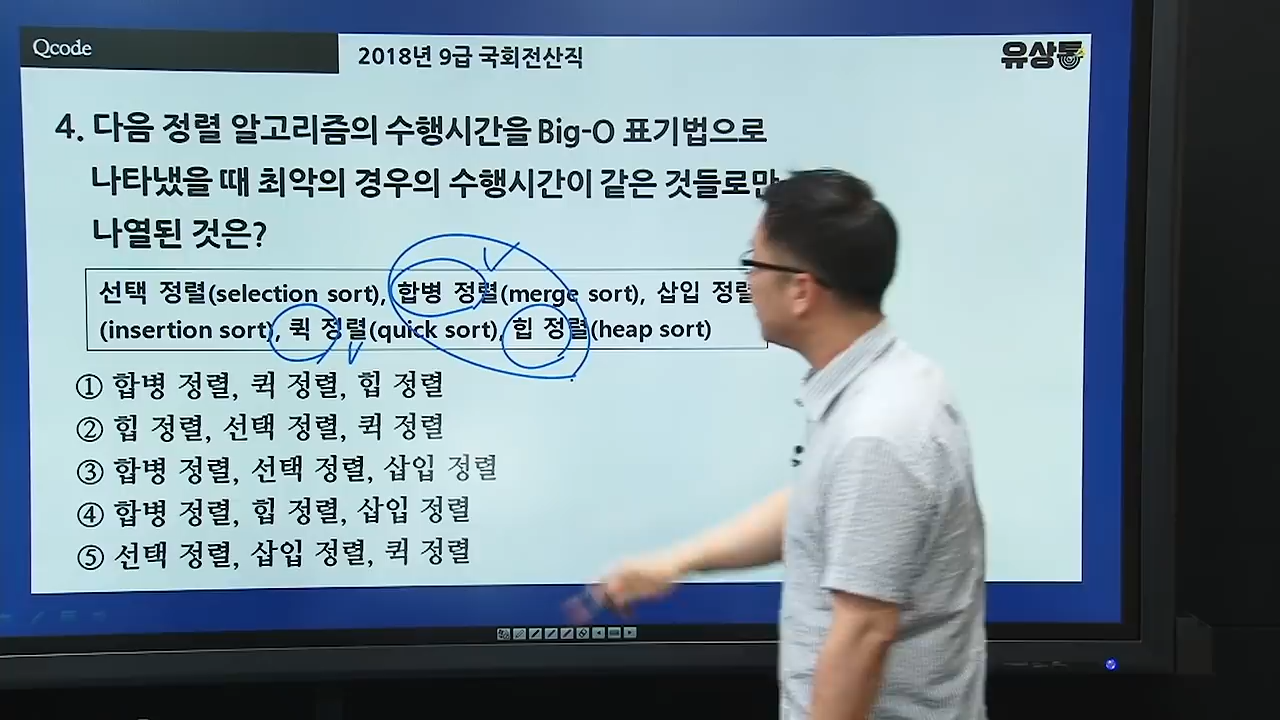 Qcode
2018년 9급 국회전산직
유상통
4. 다음 정렬 알고리즘의 수행시간을 Big-O 표기법으로
나타냈을 때 최악의 경우의 수행시간이 같은 것들로만
나열된 것은?
선택 정렬(selection sort), 합병 정렬(merge sort), 삽입 정렬
(insertion sort), 퀵 정렬(quick sort), 힙 정렬(heap sort)
① 합병 정렬, 퀵 정렬, 힙 정렬
② 힙 정렬, 선택 정렬, 퀵 정렬
③ 합병 정렬, 선택 정렬, 삽입 정렬
④ 합병 정렬, 힙 정렬, 삽입 정렬
⑤ 선택 정렬, 삽입 정렬, 퀵 정렬